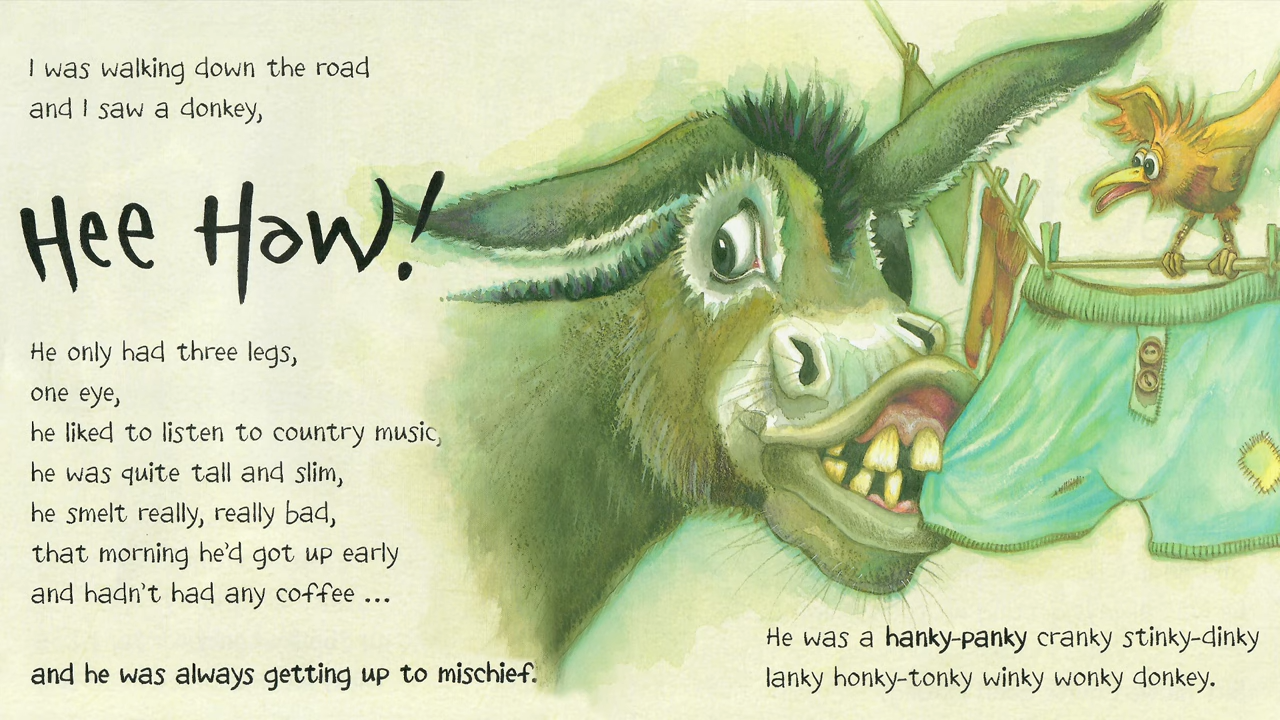 I was walking down the road
and I saw a donkey,
Hee Haw!
He only had three legs,
one eye,
he liked to listen to country music,
he was quite tall and slim,
he smelt really, really bad,
that morning he'd got up early
and hadn't had any coffee ...
and he was always getting up to mischief.
He was a hanky-panky cranky stinky-dinky
lanky honky-tonky winky wonky donkey.